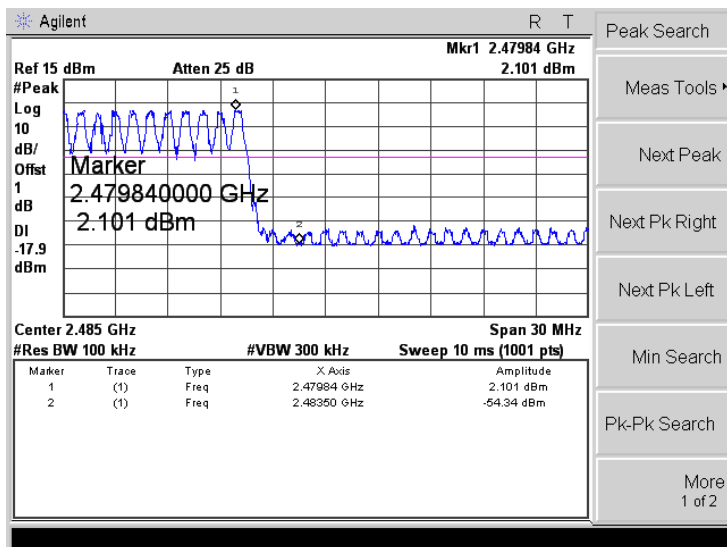 Agilent R T
Mkr1 2.47984 GHz
Ref 15 dBm Atten 25 dB 2.101 dBm
#Peak
Log
10
dB/
Offst
1
dB
DI
-17.9
dBm
1
Marker
2.479840000 GHz
2.101 dBm
2
Center 2.485 GHz Span 30 MHz
#Res BW 100 kHz #VBW 300 kHz Sweep 10 ms (1001 pts)
Marker Trace Type X Axis Amplitude
1 (1) Freq 2.47984 GHz 2.101 dBm
2 (1) Freq 2.48350 GHz -54.34 dBm
Peak Search
Meas Tools
Next Peak
Next Pk Right
Next Pk Left
Min Search
Pk-Pk Search
More
1 of 2